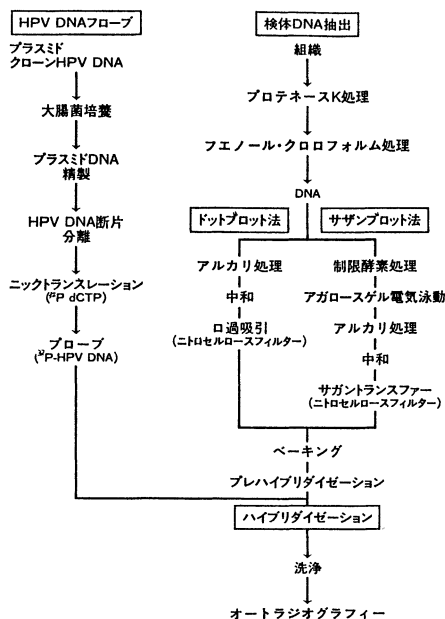 HPV DNAフローブ
プラスミド
クローンHPV DNA
大腸菌培養
プラスミドDNA
精製
HPV DNA断片
分離
ニックトランスレーション
(³²P dCTP)
プローブ
(³²P-HPV DNA)
検体DNA抽出
組織
プロテネースK処理
フエノール・クロロフォルム処理
DNA
ドットブロット法
アルカリ処理
中和
ロ過吸引
(ニトロセルロースフィルター)
サザンブロット法
制限酵素処理
アガロースゲル電気泳動
アルカリ処理
中和
サガントランスファー
(ニトロセルロースフィルター)
ベーキング
プレハイブリダイゼーション
ハイブリダイゼーション
洗浄
オートラジオグラフィー